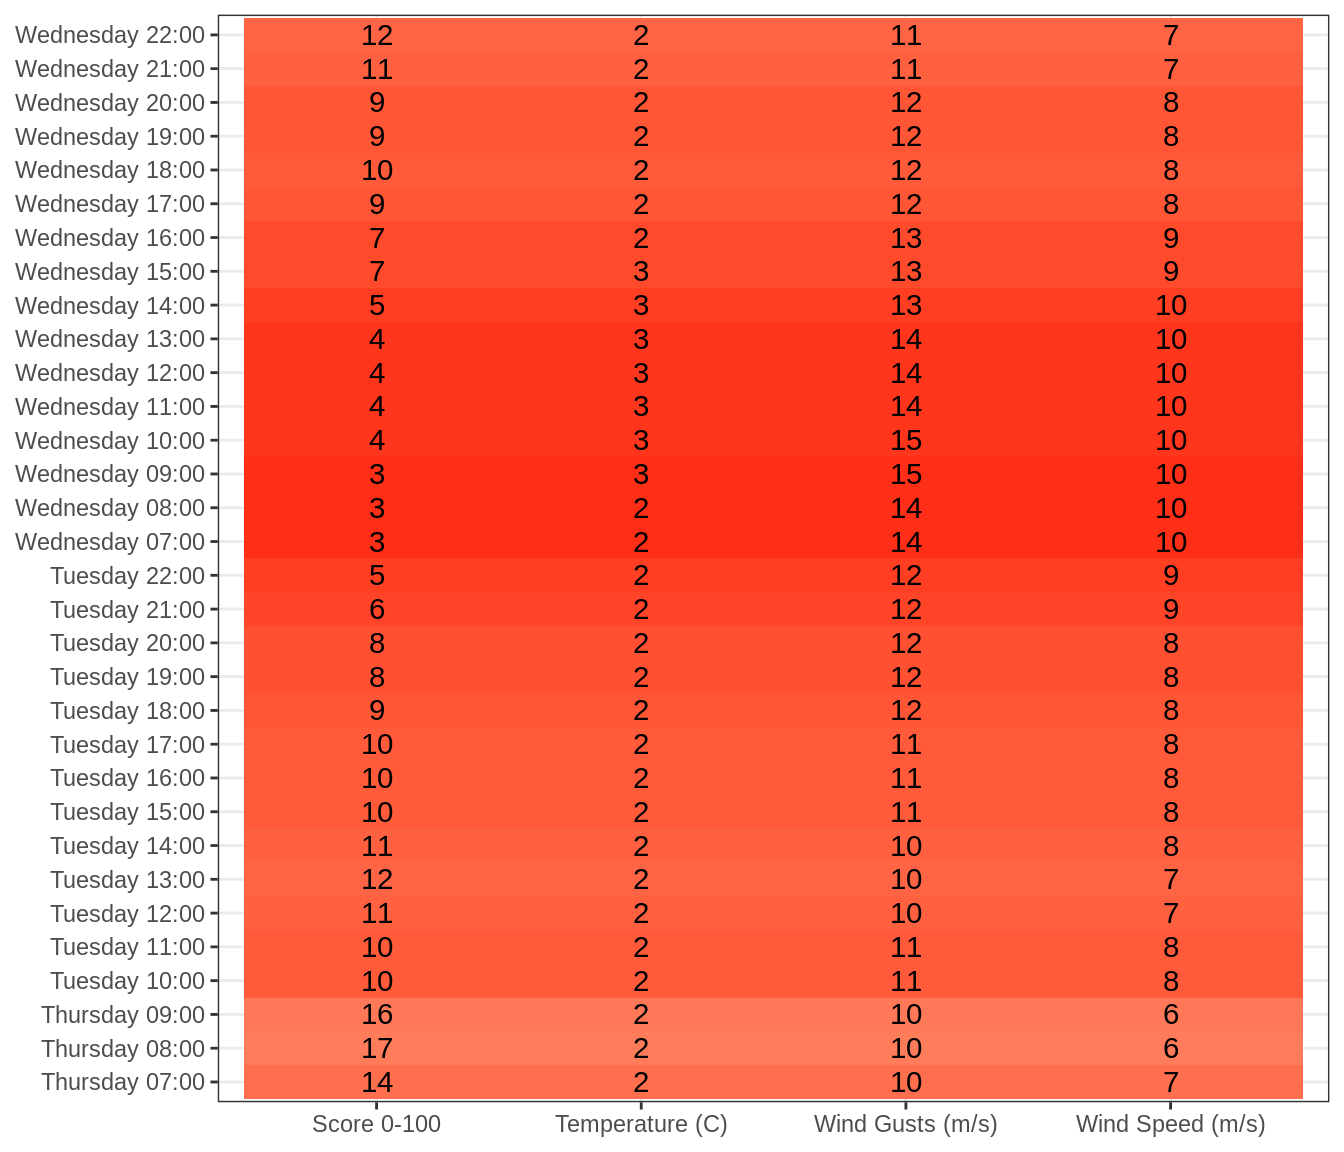 Wednesday 22:00 12 2 11 7
Wednesday 21:00 11 2 11 7
Wednesday 20:00 9 2 12 8
Wednesday 19:00 9 2 12 8
Wednesday 18:00 10 2 12 8
Wednesday 17:00 9 2 12 8
Wednesday 16:00 7 2 13 9
Wednesday 15:00 7 3 13 9
Wednesday 14:00 5 3 13 10
Wednesday 13:00 4 3 14 10
Wednesday 12:00 4 3 14 10
Wednesday 11:00 4 3 14 10
Wednesday 10:00 4 3 15 10
Wednesday 09:00 3 3 15 10
Wednesday 08:00 3 2 14 10
Wednesday 07:00 3 2 14 10
Tuesday 22:00 5 2 12 9
Tuesday 21:00 6 2 12 9
Tuesday 20:00 8 2 12 8
Tuesday 19:00 8 2 12 8
Tuesday 18:00 9 2 12 8
Tuesday 17:00 10 2 11 8
Tuesday 16:00 10 2 11 8
Tuesday 15:00 10 2 11 8
Tuesday 14:00 11 2 10 8
Tuesday 13:00 12 2 10 7
Tuesday 12:00 11 2 10 7
Tuesday 11:00 10 2 11 8
Tuesday 10:00 10 2 11 8
Thursday 09:00 16 2 10 6
Thursday 08:00 17 2 10 6
Thursday 07:00 14 2 10 7
Score 0-100 Temperature (C) Wind Gusts (m/s) Wind Speed (m/s)